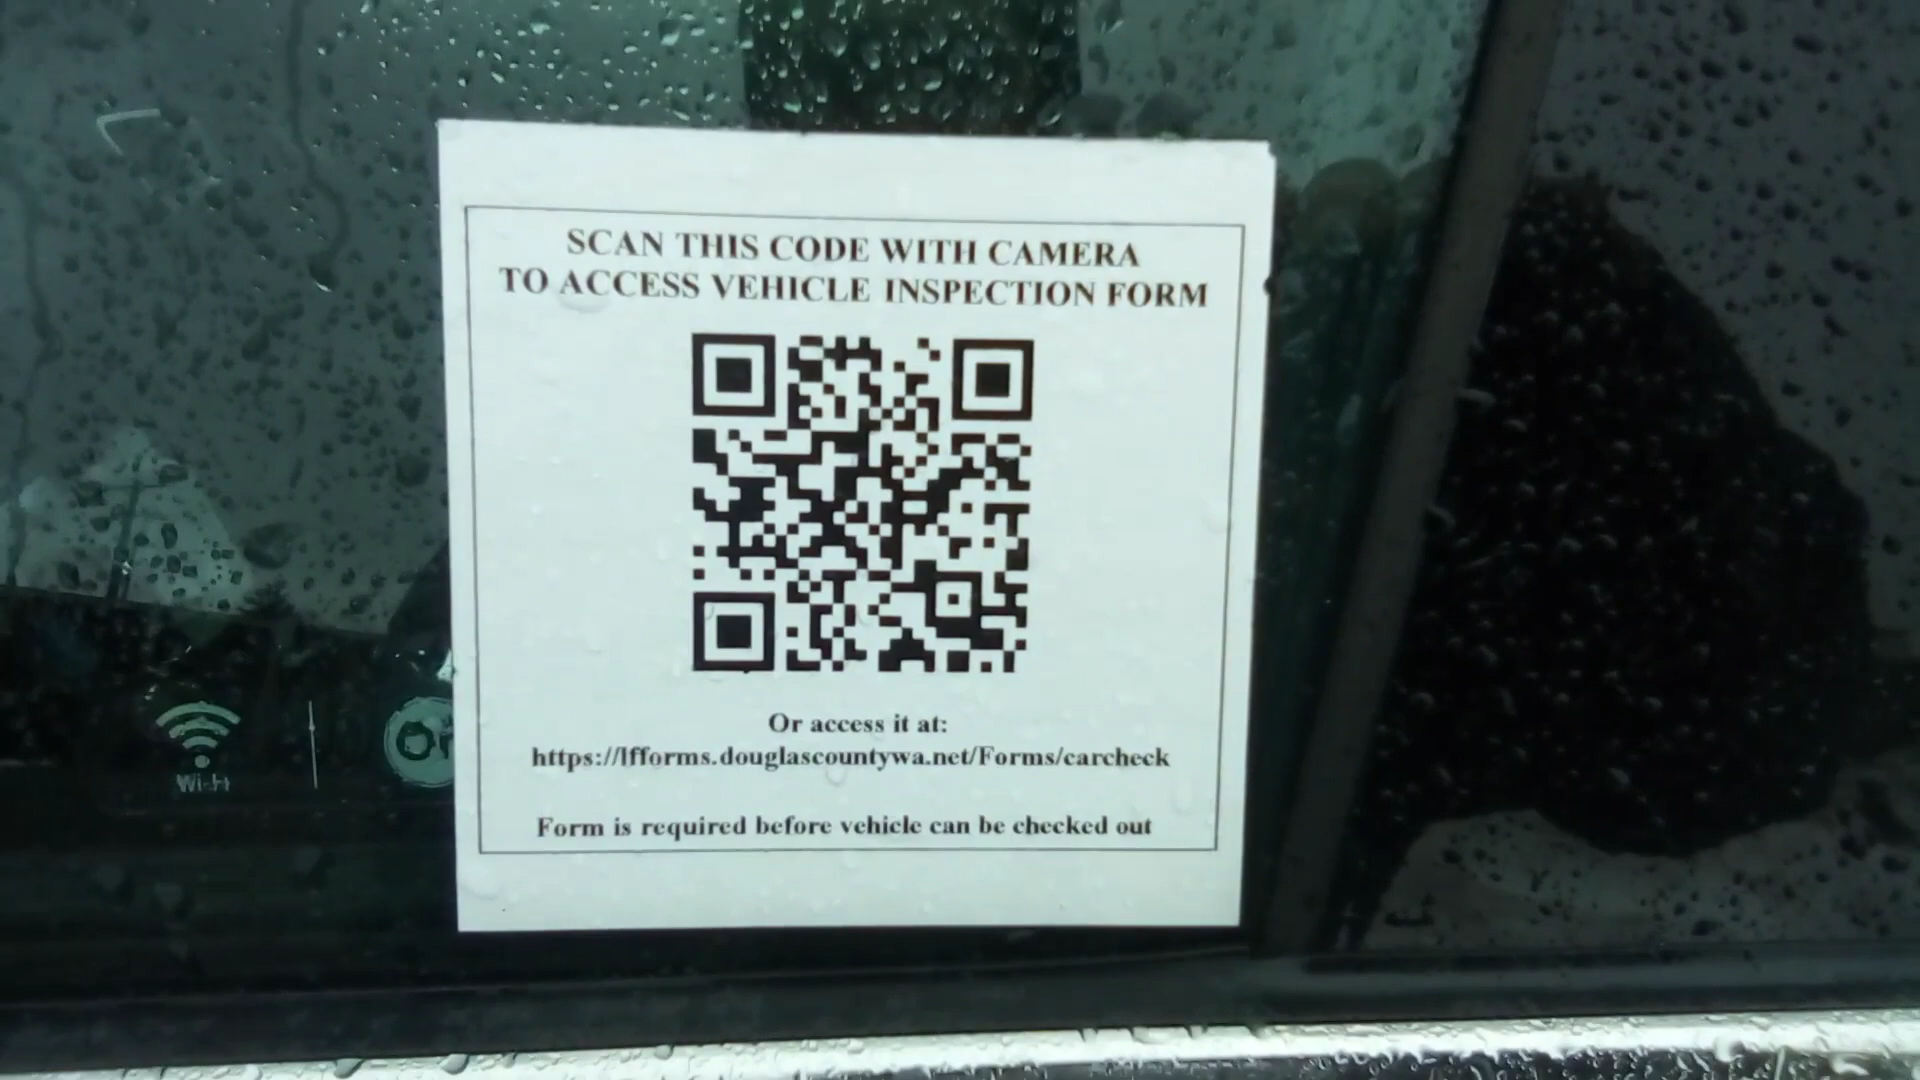 SCAN THIS CODE WITH CAMERA
TO ACCESS VEHICLE INSPECTION FORM
Or access it at:
https://lfforms.douglascountywa.net/Forms/carcheck
Form is required before vehicle can be checked out
Wi-Fi